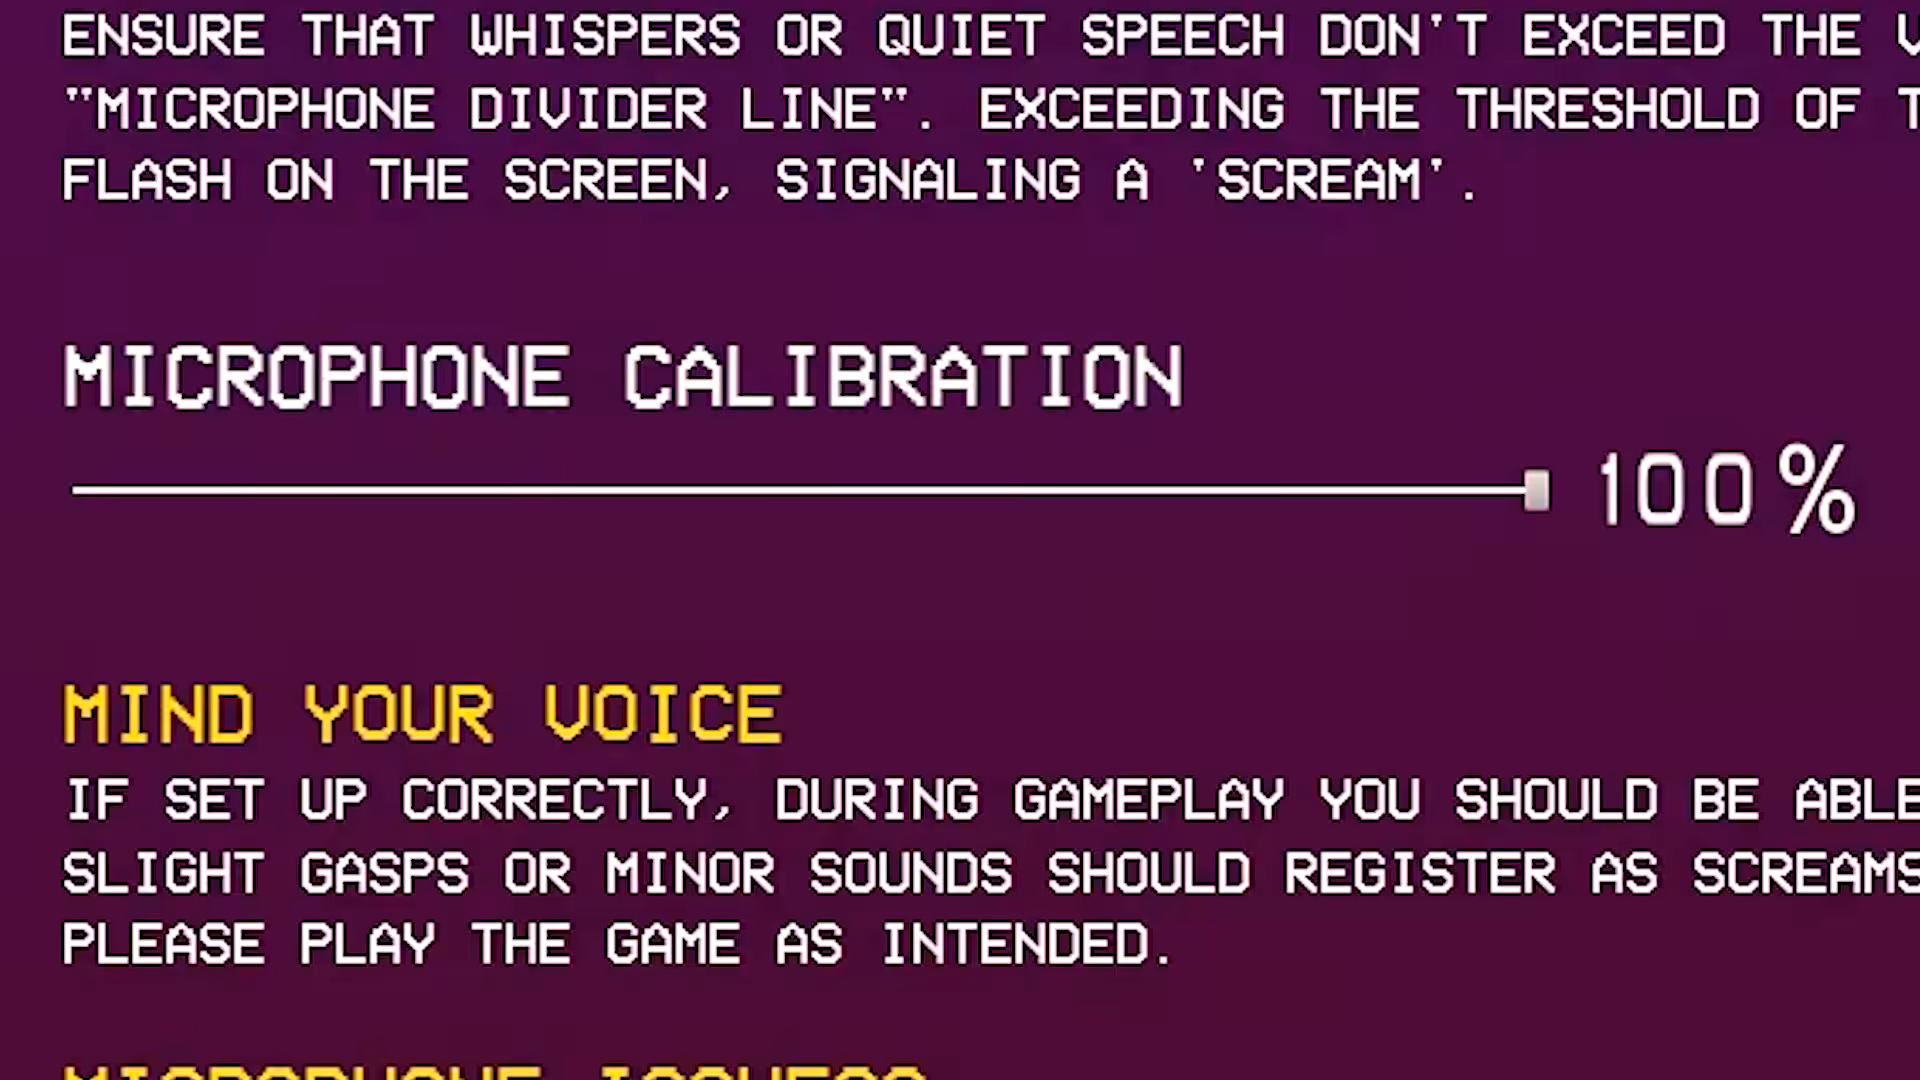 ENSURE THAT WHISPERS OR QUIET SPEECH DON'T EXCEED THE
"MICROPHONE DIVIDER LINE". EXCEEDING THE THRESHOLD OF
FLASH ON THE SCREEN, SIGNALING A 'SCREAM'.
MICROPHONE CALIBRATION
100%
MIND YOUR VOICE
IF SET UP CORRECTLY, DURING GAMEPLAY YOU SHOULD BE ABLE
SLIGHT GASPS OR MINOR SOUNDS SHOULD REGISTER AS SCREAMS
PLEASE PLAY THE GAME AS INTENDED.